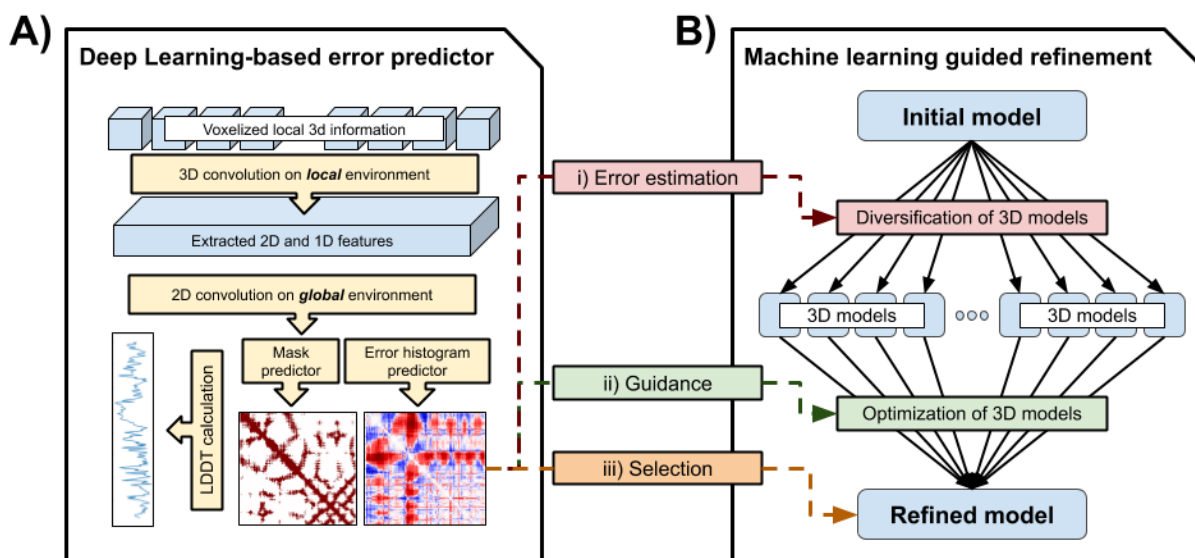 A)
Deep Learning-based error predictor
Voxelized local 3d information
3D convolution on local environment
Extracted 2D and 1D features
2D convolution on global environment
Mask
predictor
Error histogram
predictor
LDDT calculation
i) Error estimation
ii) Guidance
iii) Selection
B)
Machine learning guided refinement
Initial model
Diversification of 3D models
3D models
3D models
Optimization of 3D models
Refined model